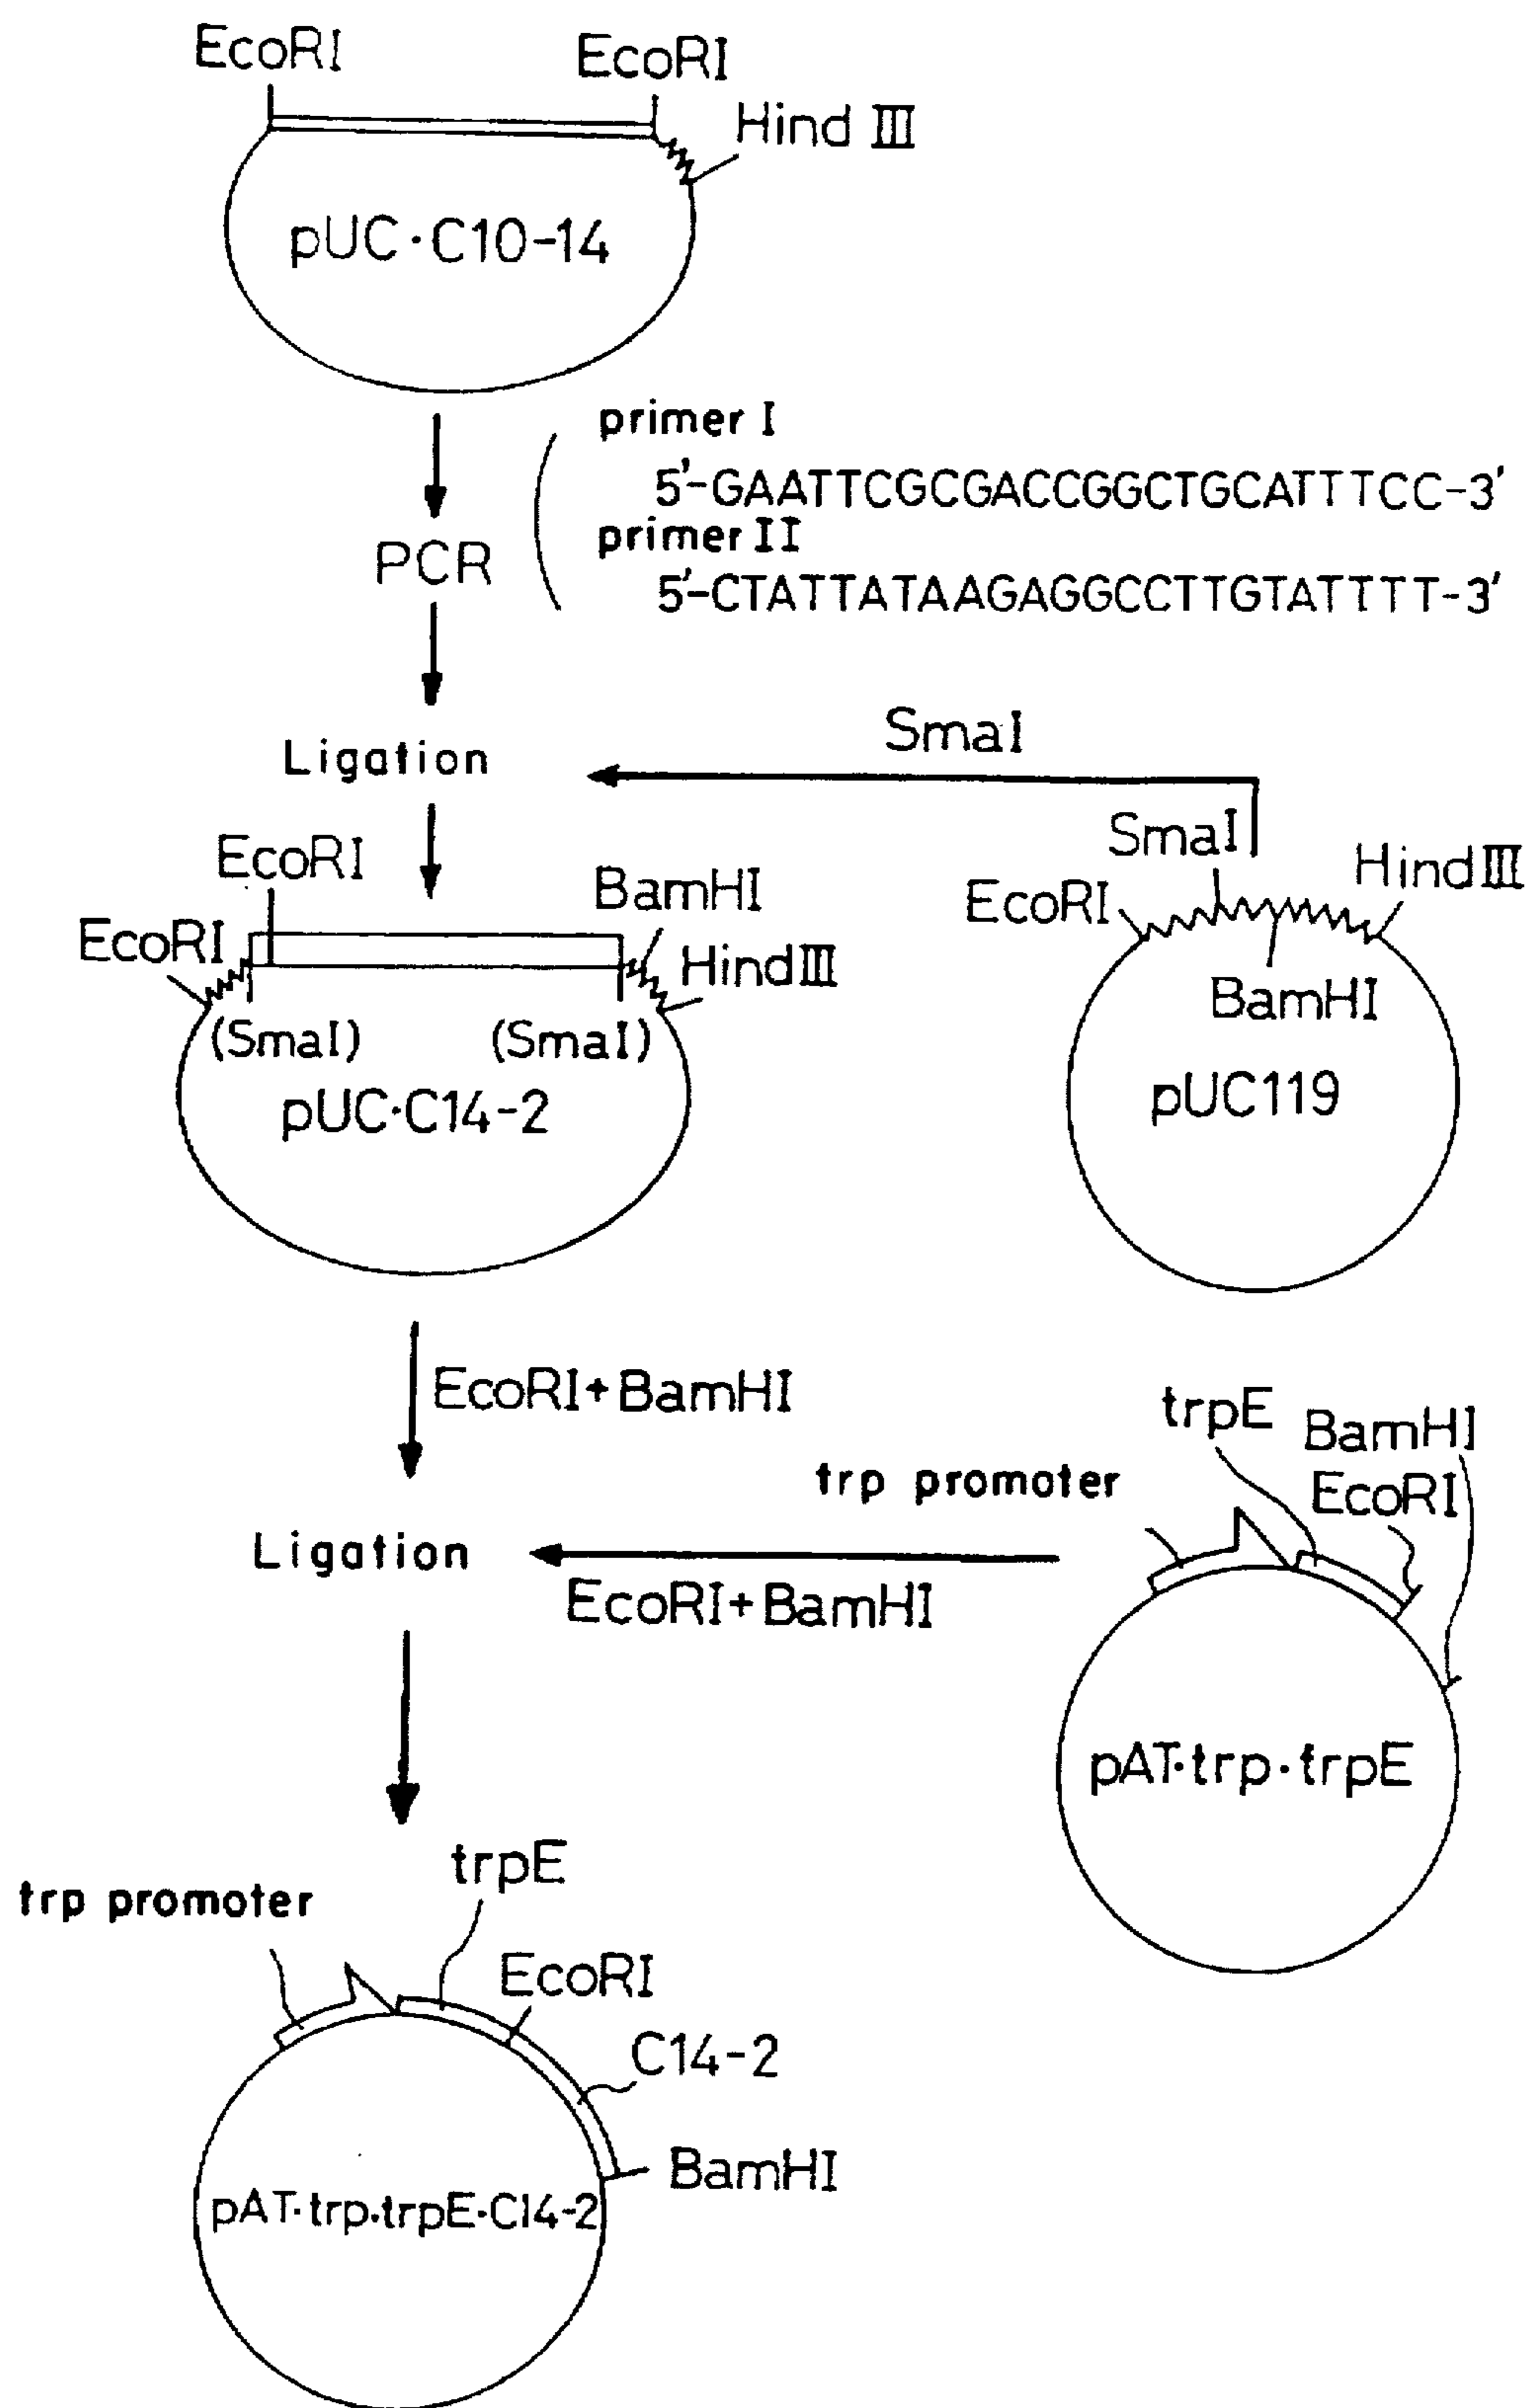 EcoRI
EcoRI
Hind III
pUC·C10-14
primer I
5'-GAATTCGCGACCGGCTGCATTTCC-3'
primer II
5'-CTATTATAAGAGGCCTTGTATTTT-3'
PCR
SmaI
Ligation
SmaI
HindIII
EcoRI
BamHI
pUC119
EcoRI
BamHI
EcoRI
HindIII
(SmaI)
(SmaI)
pUC·C14-2
EcoRI+BamHI
trpE
BamHI
EcoRI
trp promoter
Ligation
EcoRI+BamHI
pAT·trp·trpE
trpE
trp promoter
EcoRI
C14-2
BamHI
pAT·trp·trpE·C14-2